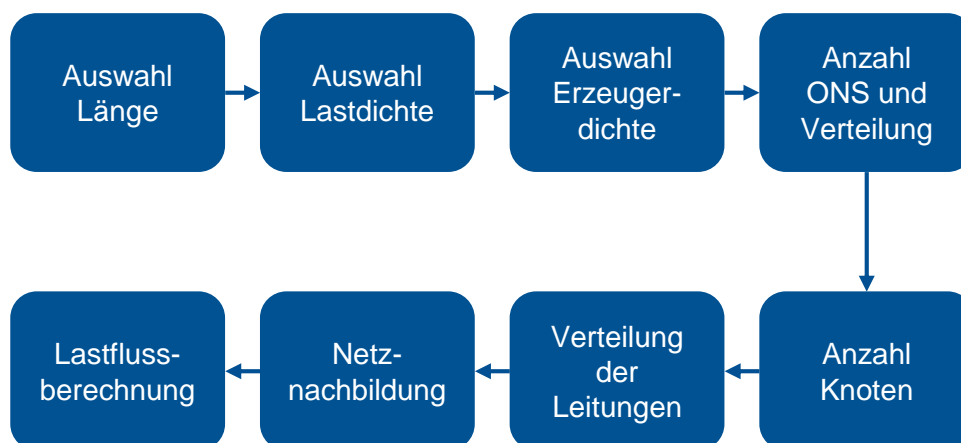 Auswahl
Länge
Auswahl
Lastdichte
Auswahl
Erzeuger-
dichte
Anzahl
ONS und
Verteilung
Anzahl
Knoten
Verteilung
der
Leitungen
Netz-
nachbildung
Lastfluss-
berechnung